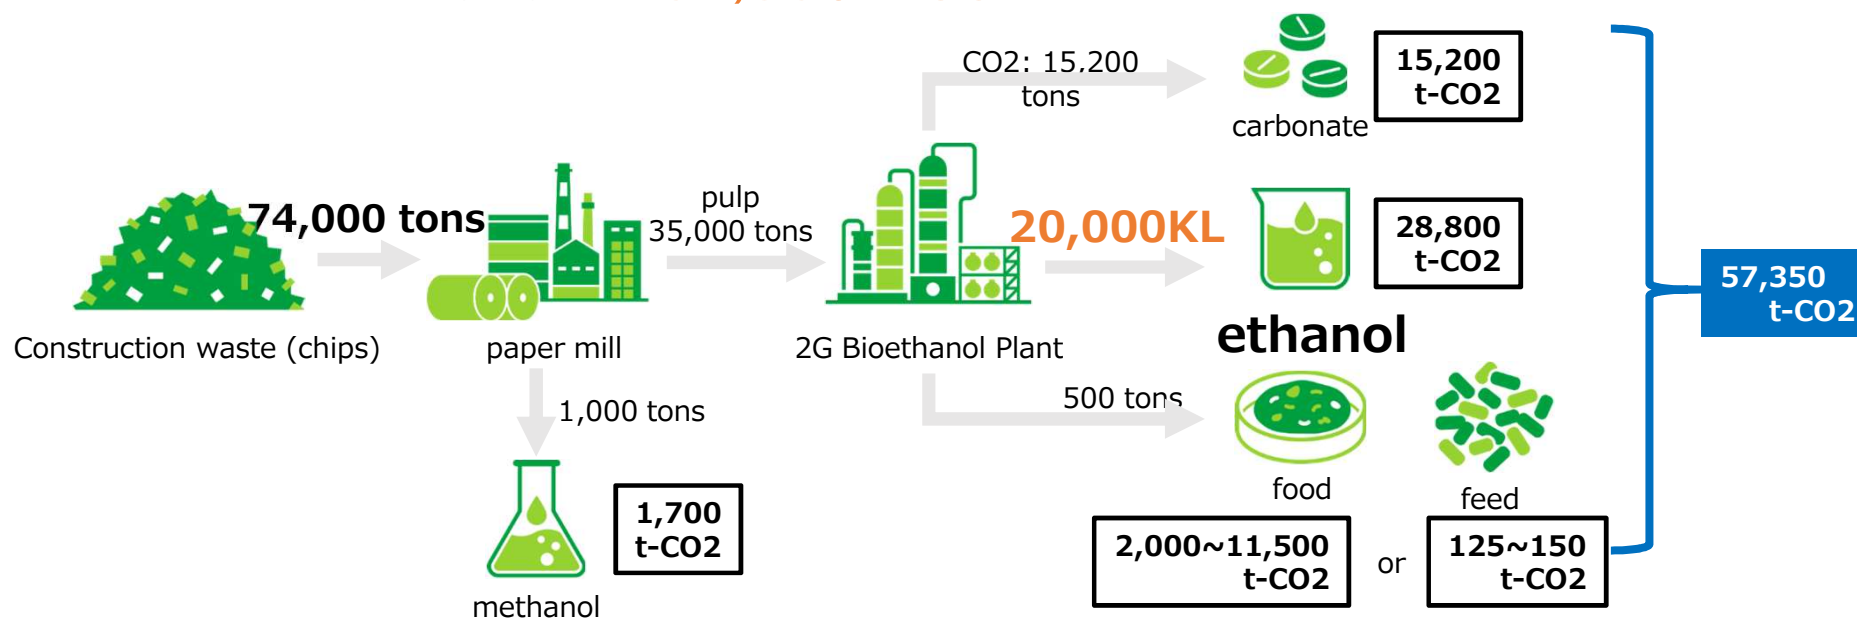 CO2: 15,200
tons
carbonate
15,200
t-CO2
74,000 tons
pulp
35,000 tons
20,000KL
28,800
t-CO2
57,350
t-CO2
Construction waste (chips)
paper mill
2G Bioethanol Plant
ethanol
1,000 tons
500 tons
food
feed
1,700
t-CO2
2,000~11,500
t-CO2
or
125~150
t-CO2
methanol